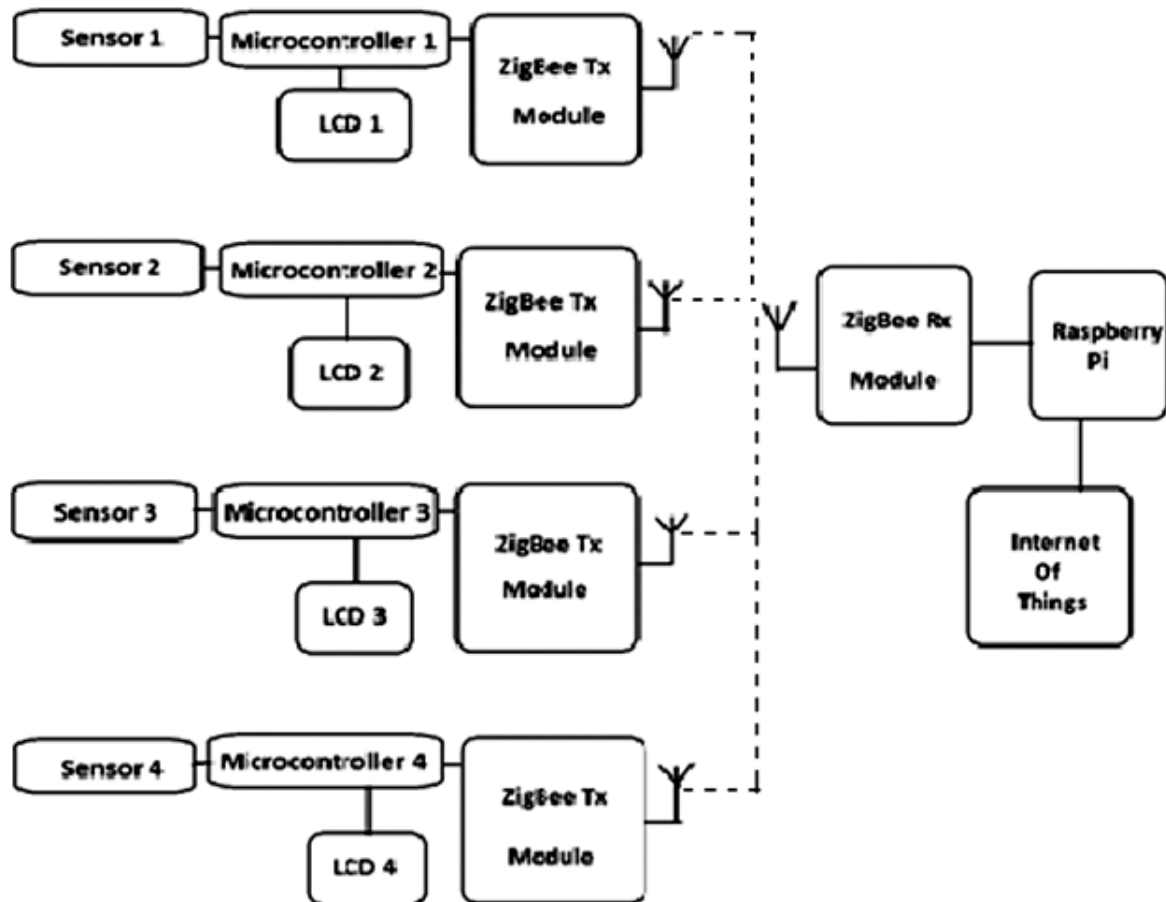 Sensor 1
Microcontroller 1
ZigBee Tx
Module
LCD 1
Sensor 2
Microcontroller 2
ZigBee Tx
Module
LCD 2
ZigBee Rx
Module
Raspberry
Pi
Sensor 3
Microcontroller 3
ZigBee Tx
Module
LCD 3
Internet
Of
Things
Sensor 4
Microcontroller 4
ZigBee Tx
Module
LCD 4